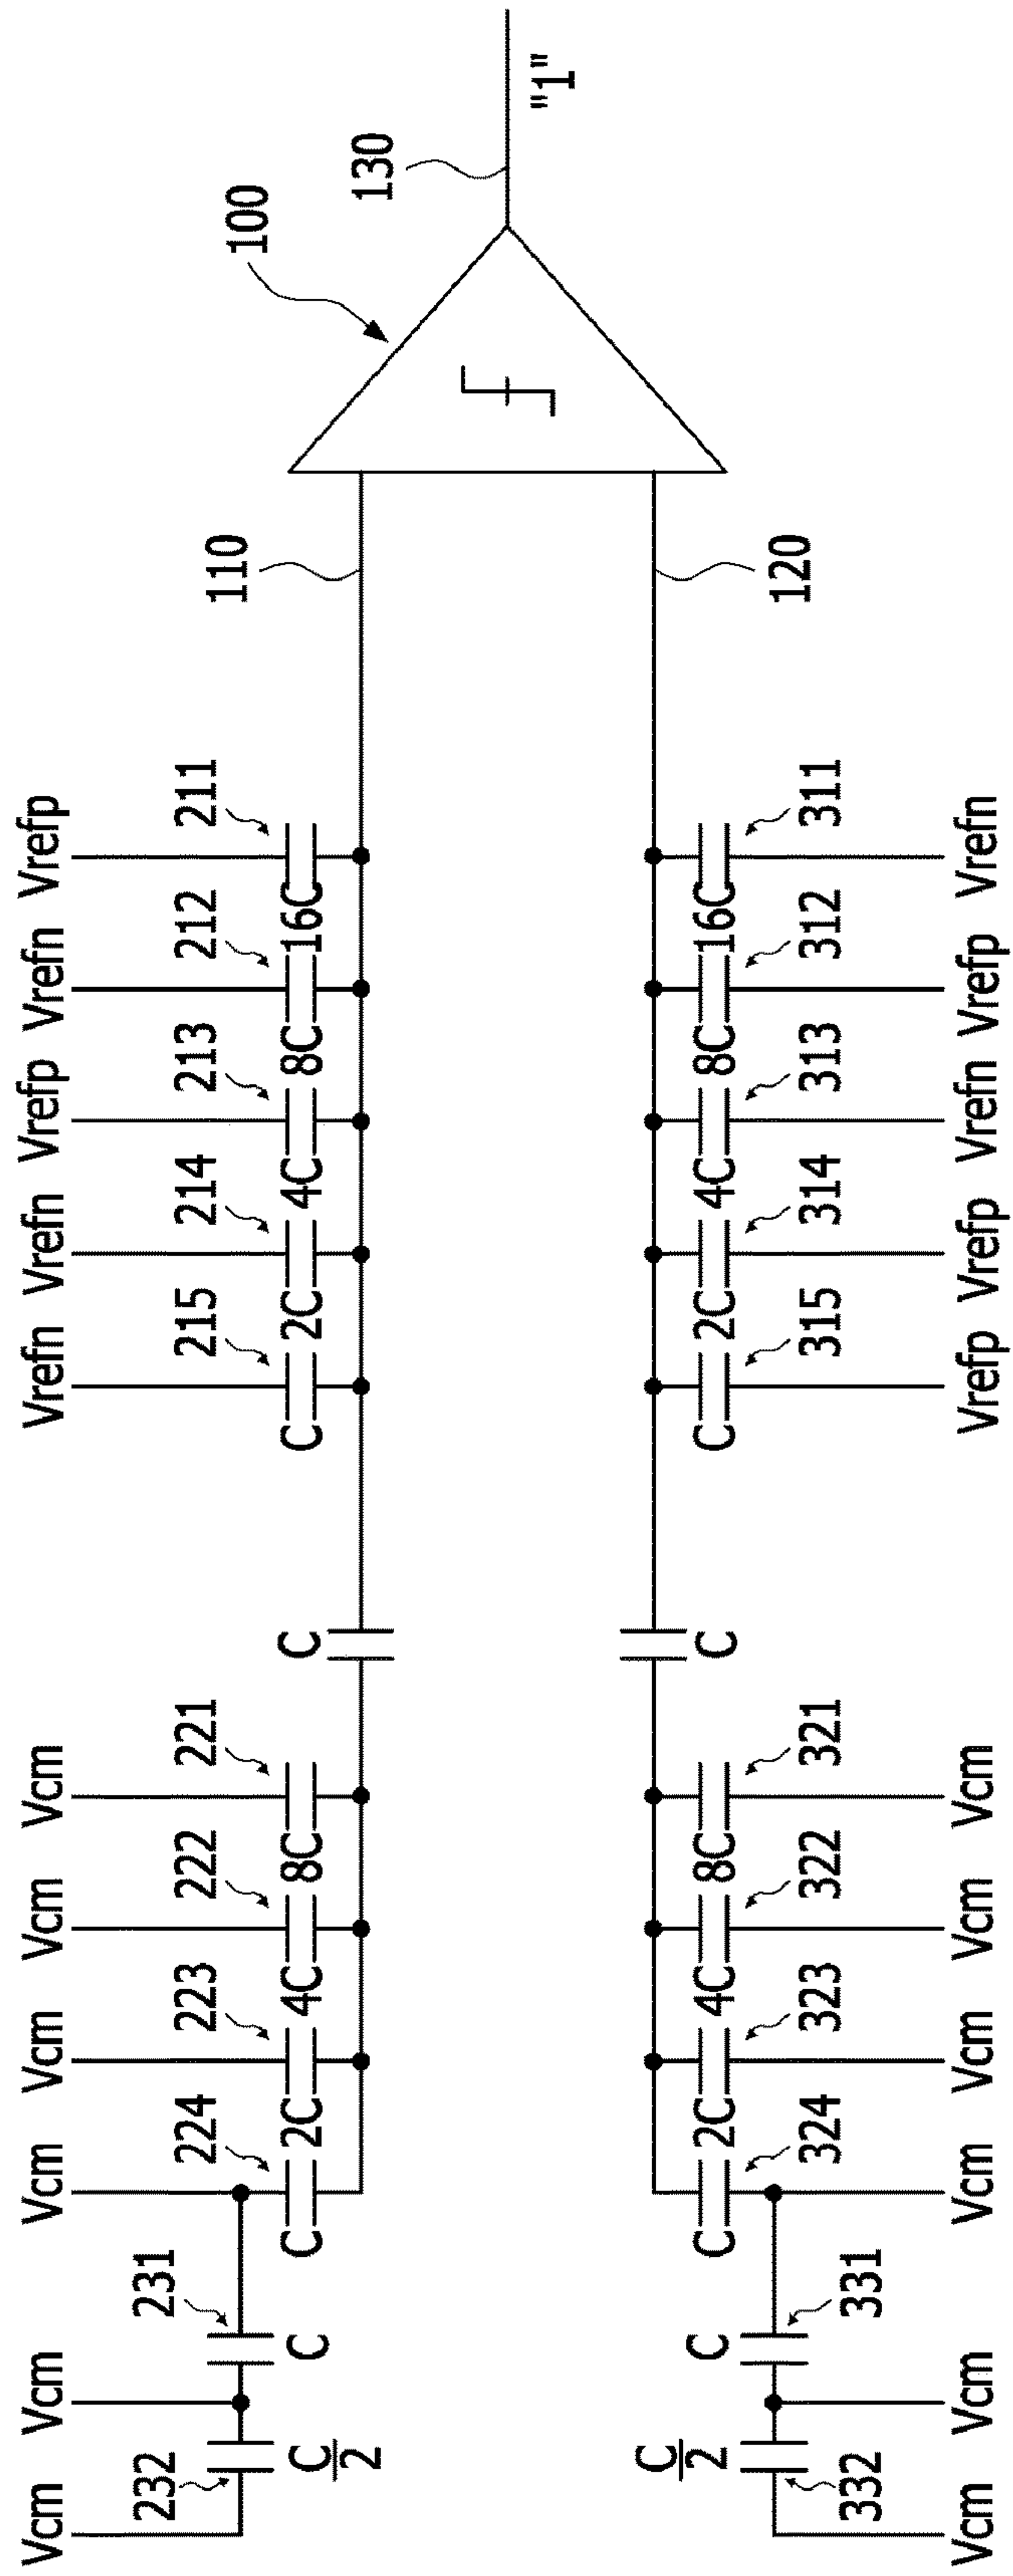 Vcm Vcm Vcm Vcm Vcm Vcm Vrefn Vrefn Vrefp Vrefn Vrefp
232 231 224 223 222 221 215 214 213 212 211 110 100
C/2 C C 2C 4C 8C C C 2C 4C 8C 16C
130
"1"
C/2 C C 2C 4C 8C C C 2C 4C 8C 16C
120
332 331 324 323 322 321 315 314 313 312 311
Vcm Vcm Vcm Vcm Vcm Vcm Vrefp Vrefp Vrefn Vrefp Vrefn